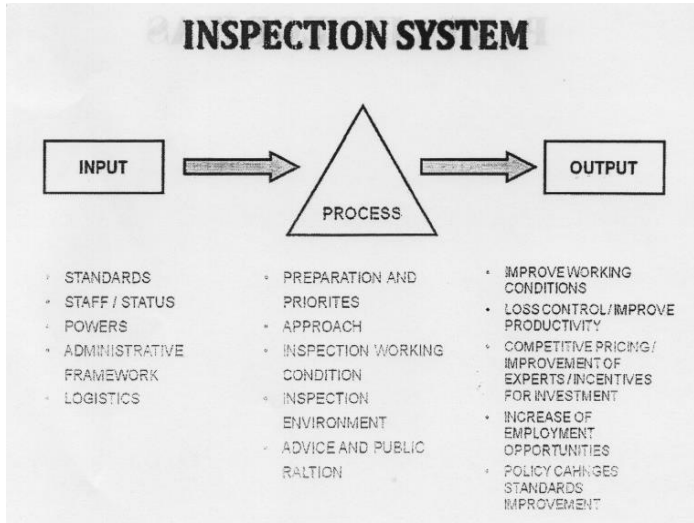 INSPECTION SYSTEM
INPUT
PROCESS
OUTPUT
STANDARDS
STAFF / STATUS
POWERS
ADMINISTRATIVE
FRAMEWORK
LOGISTICS
PREPARATION AND
PRIORITES
APPROACH
INSPECTION WORKING
CONDITION
INSPECTION
ENVIRONMENT
ADVICE AND PUBLIC
RALTION
IMPROVE WORKING
CONDITIONS
LOSS CONTROL / IMPROVE
PRODUCTIVITY
COMPETITIVE PRICING /
IMPROVEMENT OF
EXPERTS / INCENTIVES
FOR INVESTMENT
INCREASE OF
EMPLOYMENT
OPPORTUNITIES
POLICY CAHNGES
STANDARDS
IMPROVEMENT